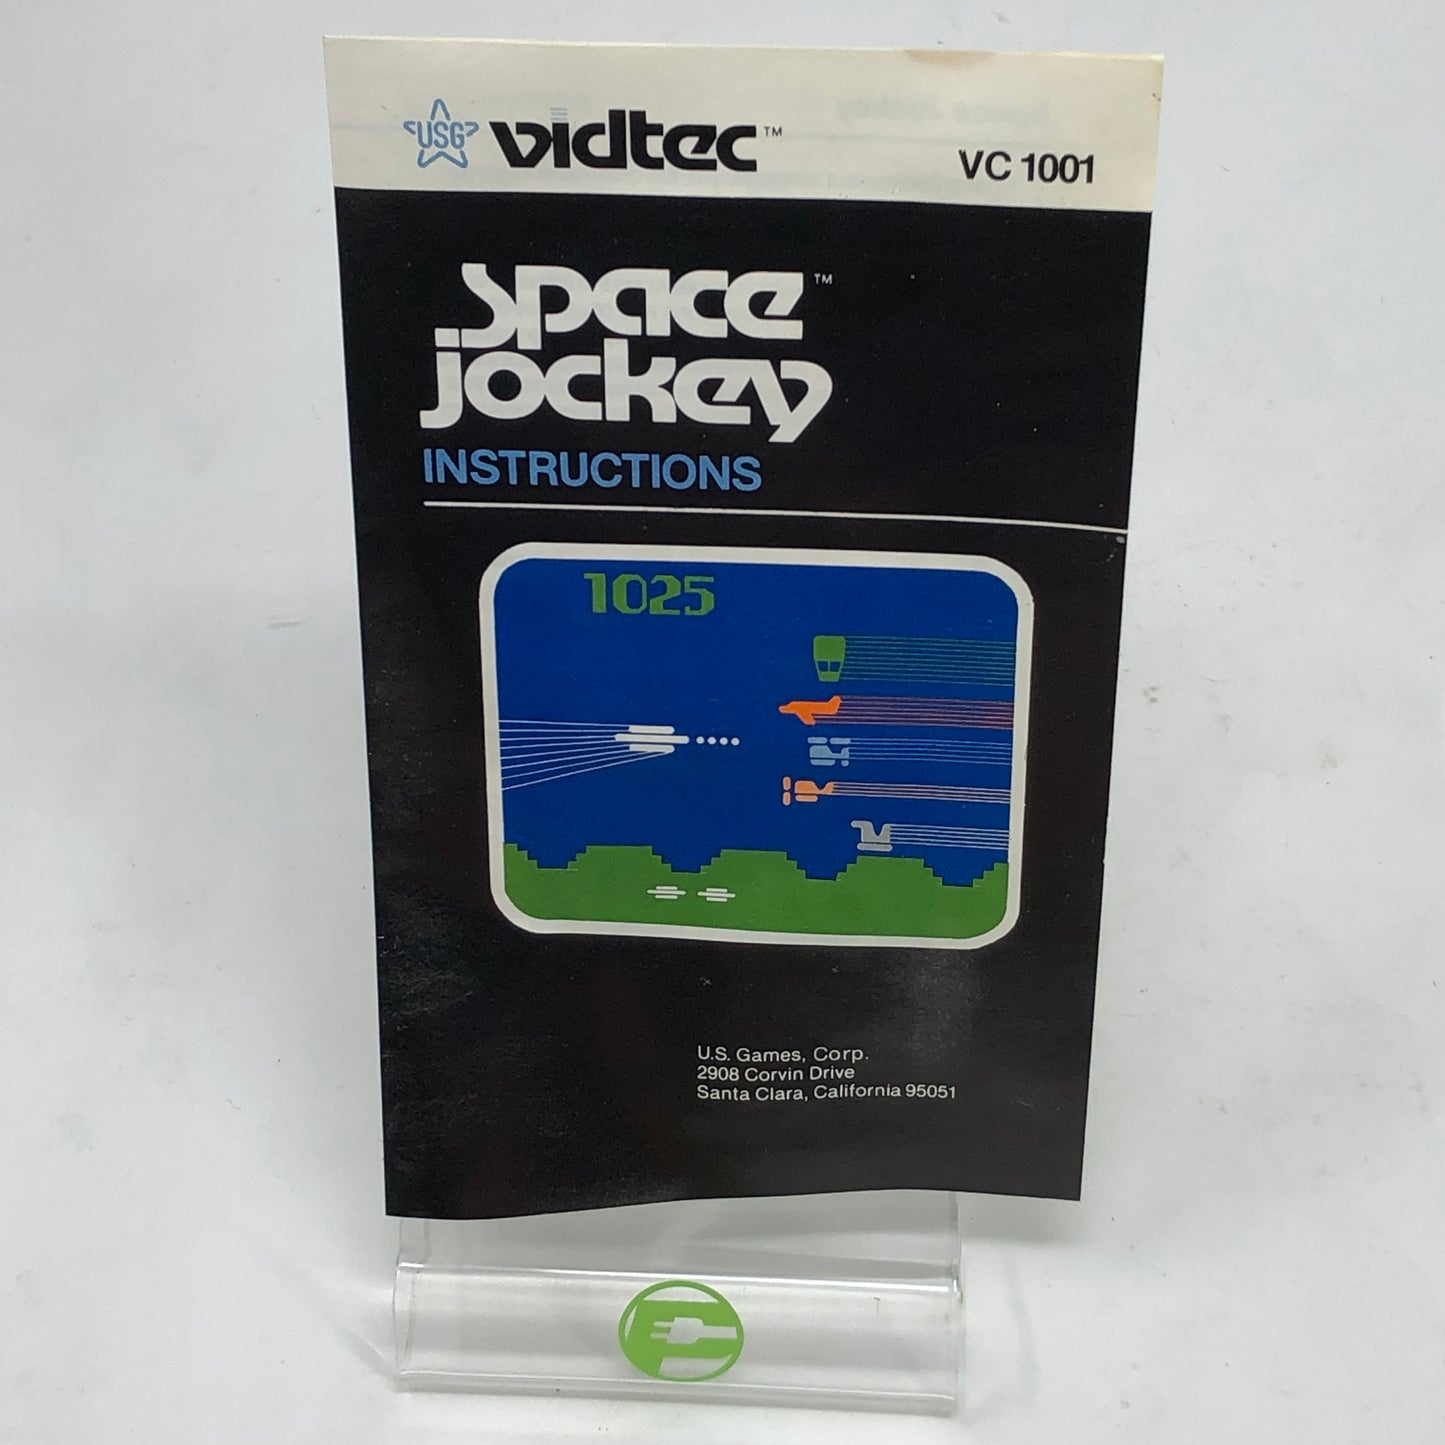 USG vidtec™ VC 1001
space™
jockey
INSTRUCTIONS
1025
U.S. Games, Corp.
2908 Corvin Drive
Santa Clara, California 95051